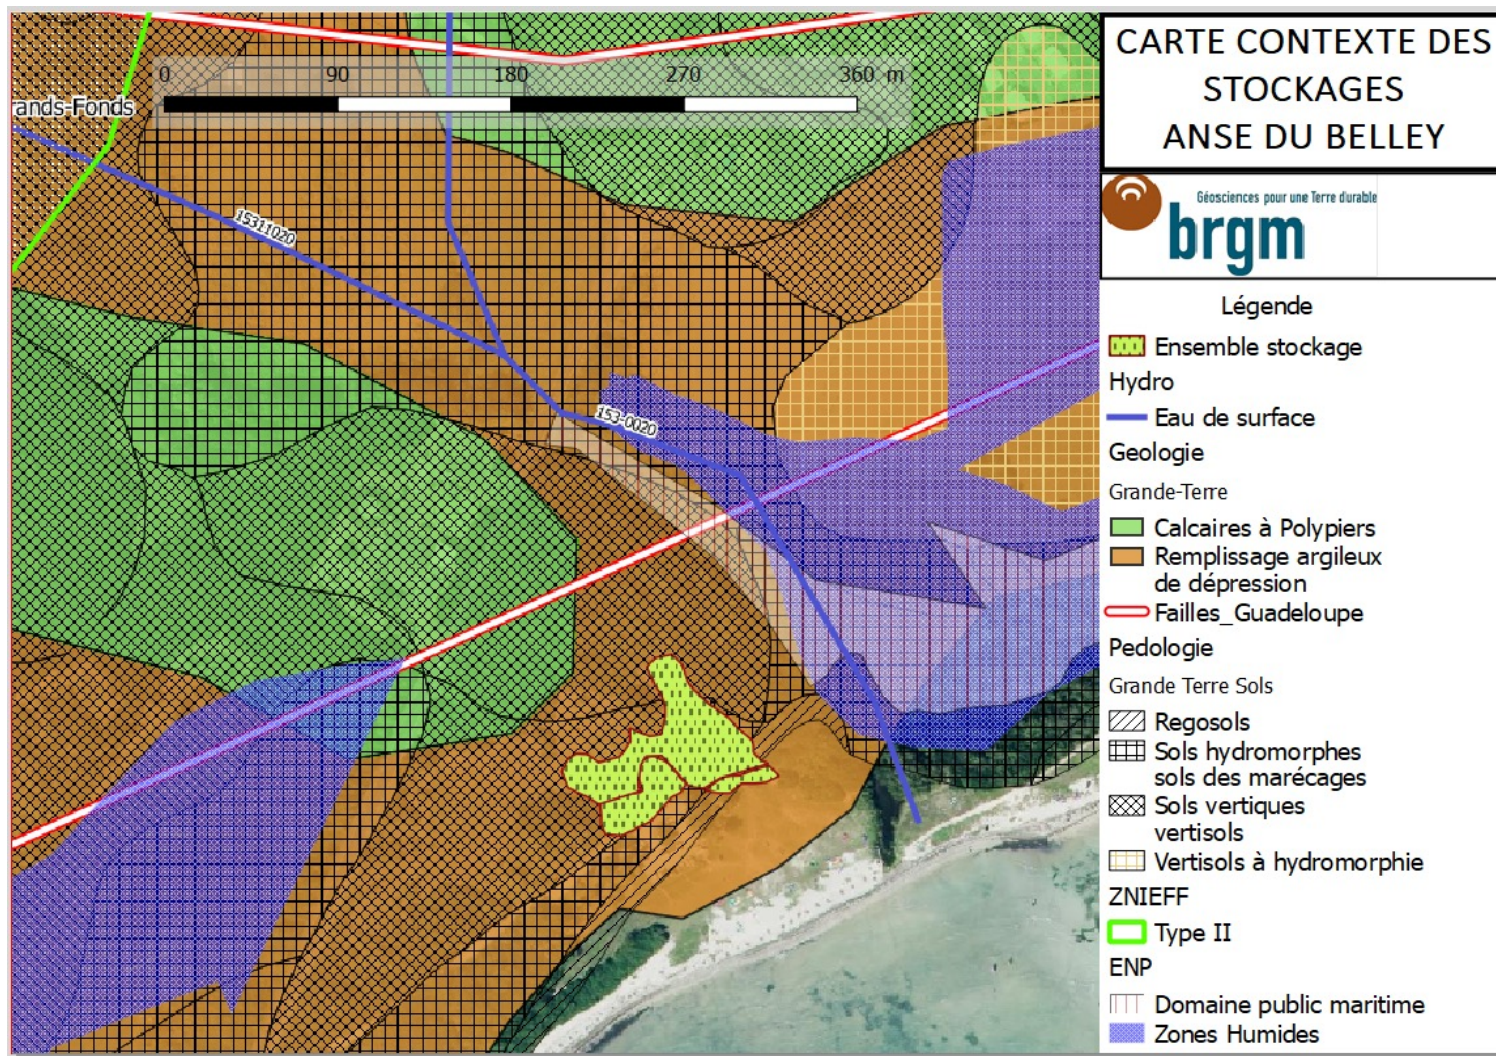 CARTE CONTEXTE DES
STOCKAGES
ANSE DU BELLEY
Géosciences pour une Terre durable
brgm
0 90 180 270 360 m
ands-Fonds
15311020
153-0020
Légende
Ensemble stockage
Hydro
Eau de surface
Geologie
Grande-Terre
Calcaires à Polypiers
Remplissage argileux
de dépression
Failles_Guadeloupe
Pedologie
Grande Terre Sols
Regosols
Sols hydromorphes
sols des marécages
Sols vertiques
vertisols
Vertisols à hydromorphie
ZNIEFF
Type II
ENP
Domaine public maritime
Zones Humides